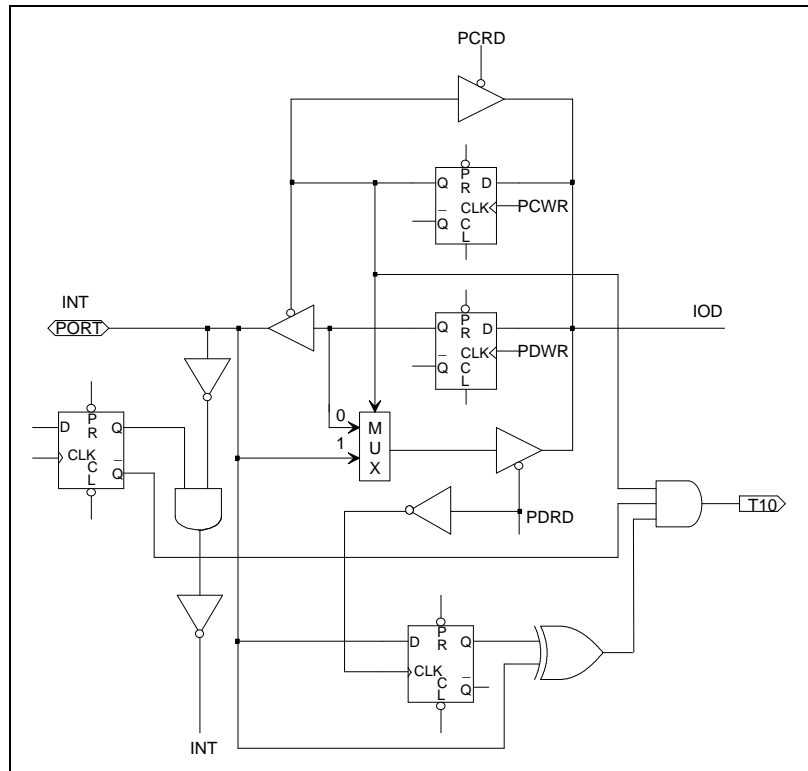 PCRD
Q P R D
CLK
PCWR
Q C L
INT
PORT
IOD
Q P R D
CLK
PDWR
Q C L
0
1
M U X
D P R Q
CLK
C L Q
PDRD
T10
D P R Q
CLK
C L Q
INT